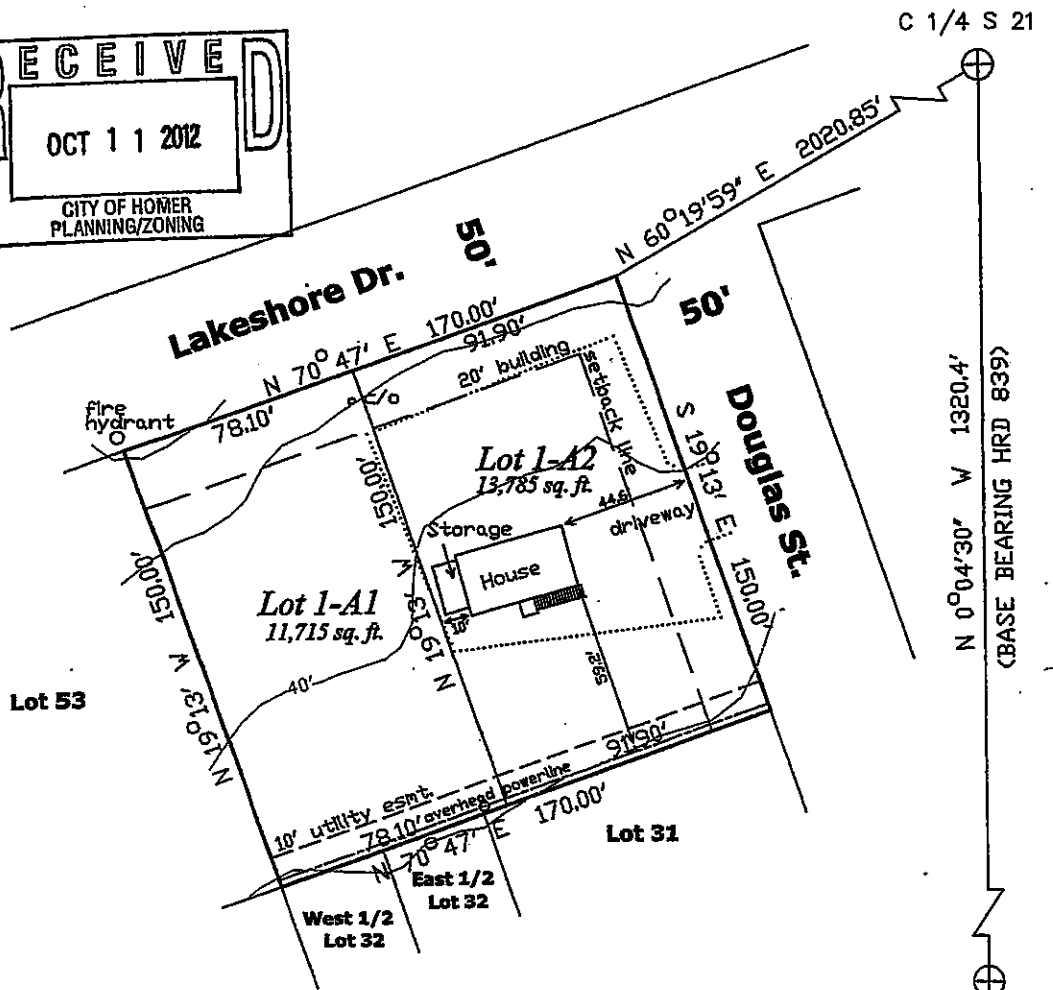 C 1/4 S 21
RECEIVED
OCT 1 1 2012
CITY OF HOMER
PLANNING/ZONING
N 60°19'59" E 2020.85'
Lakeshore Dr.
50'
50'
N 70° 47' E 170.00'
91.90'
78.10'
fire
hydrant
c/o
20' building
setback line
Douglas St.
S 19°13' E 150.00'
N 0°04'30" W 1320.4'
(BASE BEARING HRD 839)
150.00'
N 19°13' W
Lot 1-A2
13,785 sq. ft.
44.6'
driveway
Storage
House
10'
59.2'
Lot 1-A1
11,715 sq. ft.
N 19°13' W 150.00'
40'
Lot 53
10' utility esmt.
overhead powerline
91.90'
78.10'
N 70° 47' E 170.00'
Lot 31
East 1/2
Lot 32
West 1/2
Lot 32